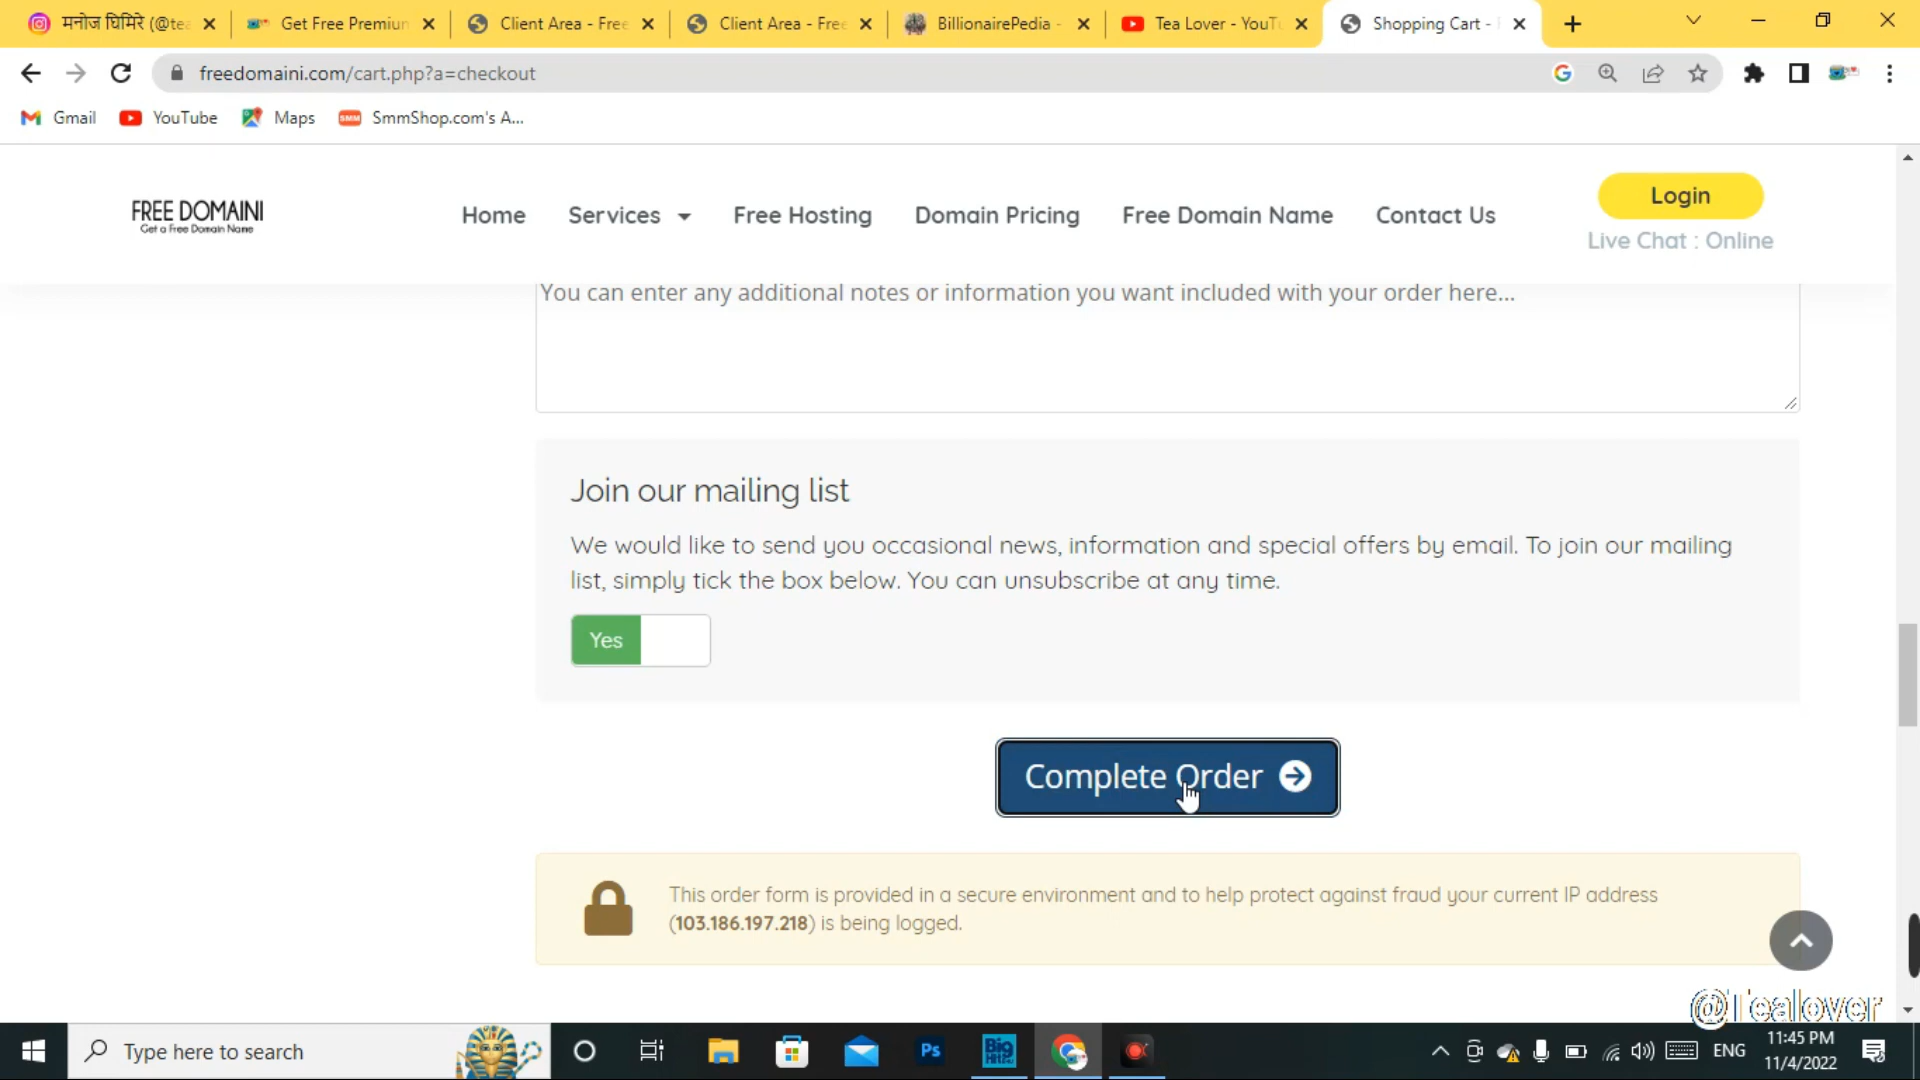 मनोज घिमिरे (@tea
Get Free Premium
Client Area - Free
Client Area - Free
BillionairePedia -
Tea Lover - YouTu
Shopping Cart - F
freedomaini.com/cart.php?a=checkout
Gmail
YouTube
Maps
SMM
SmmShop.com's A...
FREE DOMAINI
Get a Free Domain Name
Home
Services
Free Hosting
Domain Pricing
Free Domain Name
Contact Us
Login
Live Chat : Online
You can enter any additional notes or information you want included with your order here...
Join our mailing list
We would like to send you occasional news, information and special offers by email. To join our mailing
list, simply tick the box below. You can unsubscribe at any time.
Yes
Complete Order
This order form is provided in a secure environment and to help protect against fraud your current IP address
(103.186.197.218) is being logged.
@Tealover
Type here to search
Ps
ENG
11:45 PM
11/4/2022